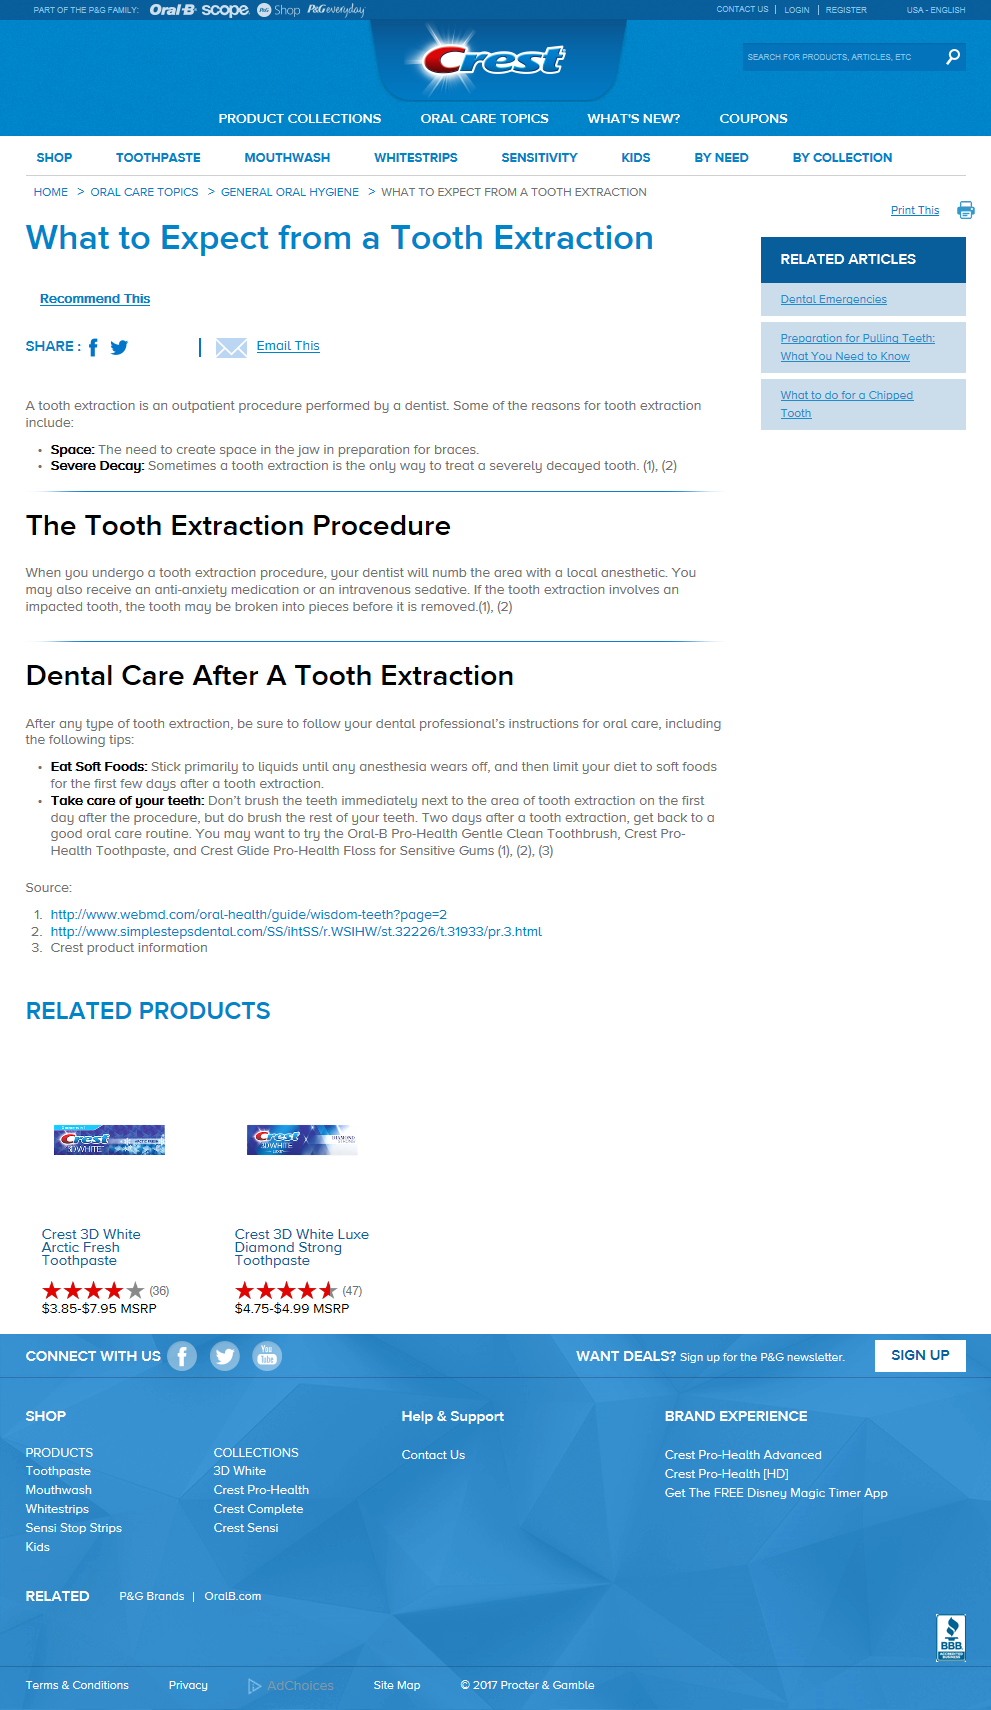 PART OF THE P&G FAMILY: Oral-B scope P&G Shop P&G everyday
CONTACT US | LOGIN | REGISTER USA - ENGLISH
Crest
SEARCH FOR PRODUCTS, ARTICLES, ETC
PRODUCT COLLECTIONS ORAL CARE TOPICS WHAT'S NEW? COUPONS
SHOP TOOTHPASTE MOUTHWASH WHITESTRIPS SENSITIVITY KIDS BY NEED BY COLLECTION
HOME > ORAL CARE TOPICS > GENERAL ORAL HYGIENE > WHAT TO EXPECT FROM A TOOTH EXTRACTION
Print This
What to Expect from a Tooth Extraction
RELATED ARTICLES
Dental Emergencies
Preparation for Pulling Teeth:
What You Need to Know
What to do for a Chipped
Tooth
Recommend This
SHARE : | Email This
A tooth extraction is an outpatient procedure performed by a dentist. Some of the reasons for tooth extraction
include:
• Space: The need to create space in the jaw in preparation for braces.
• Severe Decay: Sometimes a tooth extraction is the only way to treat a severely decayed tooth. (1), (2)
The Tooth Extraction Procedure
When you undergo a tooth extraction procedure, your dentist will numb the area with a local anesthetic. You
may also receive an anti-anxiety medication or an intravenous sedative. If the tooth extraction involves an
impacted tooth, the tooth may be broken into pieces before it is removed.(1), (2)
Dental Care After A Tooth Extraction
After any type of tooth extraction, be sure to follow your dental professional's instructions for oral care, including
the following tips:
• Eat Soft Foods: Stick primarily to liquids until any anesthesia wears off, and then limit your diet to soft foods
for the first few days after a tooth extraction.
• Take care of your teeth: Don't brush the teeth immediately next to the area of tooth extraction on the first
day after the procedure, but do brush the rest of your teeth. Two days after a tooth extraction, get back to a
good oral care routine. You may want to try the Oral-B Pro-Health Gentle Clean Toothbrush, Crest Pro-
Health Toothpaste, and Crest Glide Pro-Health Floss for Sensitive Gums (1), (2), (3)
Source:
1. http://www.webmd.com/oral-health/guide/wisdom-teeth?page=2
2. http://www.simplestepsdental.com/SS/ihtSS/r.WSIHW/st.32226/t.31933/pr.3.html
3. Crest product information
RELATED PRODUCTS
Crest 3D WHITE ARCTIC FRESH
Crest 3D WHITE LUXE X DIAMOND STRONG
Crest 3D White
Arctic Fresh
Toothpaste
(36)
$3.85-$7.95 MSRP
Crest 3D White Luxe
Diamond Strong
Toothpaste
(47)
$4.75-$4.99 MSRP
CONNECT WITH US You Tube
WANT DEALS? Sign up for the P&G newsletter. SIGN UP
SHOP
PRODUCTS
Toothpaste
Mouthwash
Whitestrips
Sensi Stop Strips
Kids
COLLECTIONS
3D White
Crest Pro-Health
Crest Complete
Crest Sensi
Help & Support
Contact Us
BRAND EXPERIENCE
Crest Pro-Health Advanced
Crest Pro-Health [HD]
Get The FREE Disney Magic Timer App
RELATED P&G Brands | OralB.com
BBB
ACCREDITED
BUSINESS
Terms & Conditions Privacy AdChoices Site Map © 2017 Procter & Gamble